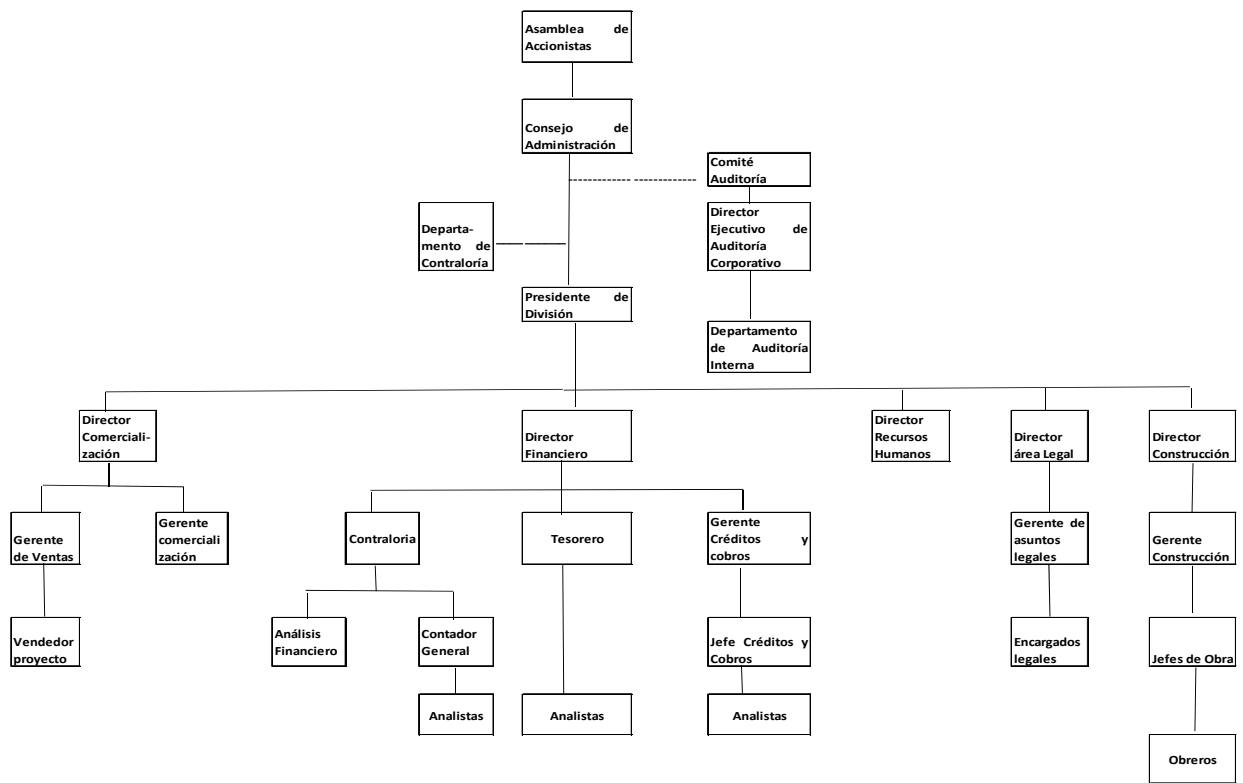 Asamblea de
Accionistas
Consejo de
Administración
Comité
Auditoría
Departa-
mento de
Contraloría
Director
Ejecutivo de
Auditoría
Corporativo
Presidente de
División
Departamento
de Auditoría
Interna
Director
Comerciali-
zación
Director
Financiero
Director
Recursos
Humanos
Director
área Legal
Director
Construcción
Gerente
de Ventas
Gerente
comerciali
zación
Contraloria
Tesorero
Gerente
Créditos y
cobros
Gerente de
asuntos
legales
Gerente
Construcción
Vendedor
proyecto
Análisis
Financiero
Contador
General
Jefe Créditos y
Cobros
Encargados
legales
Jefes de Obra
Analistas
Analistas
Analistas
Obreros